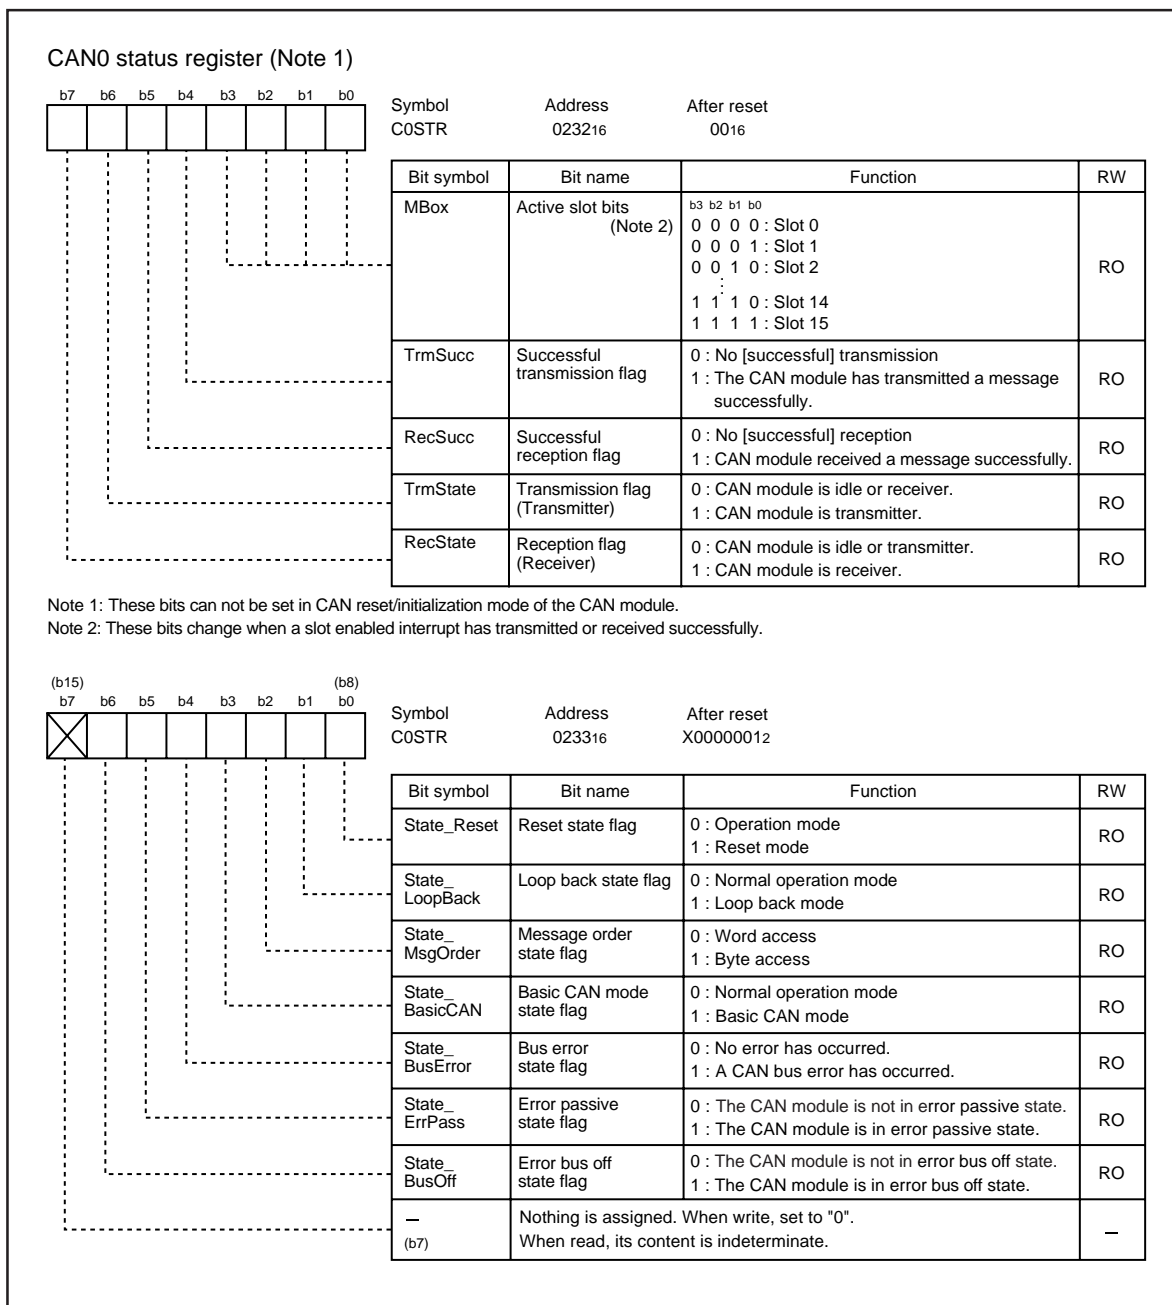 CAN0 status register (Note 1)
b7 b6 b5 b4 b3 b2 b1 b0
Symbol Address After reset
C0STR 023216 0016
Bit symbol Bit name Function RW
MBox Active slot bits (Note 2) b3 b2 b1 b0
0 0 0 0 : Slot 0
0 0 0 1 : Slot 1
0 0 1 0 : Slot 2
:
1 1 1 0 : Slot 14
1 1 1 1 : Slot 15
RO
TrmSucc Successful transmission flag
0 : No [successful] transmission
1 : The CAN module has transmitted a message
successfully.
RO
RecSucc Successful reception flag
0 : No [successful] reception
1 : CAN module received a message successfully.
RO
TrmState Transmission flag (Transmitter)
0 : CAN module is idle or receiver.
1 : CAN module is transmitter.
RO
RecState Reception flag (Receiver)
0 : CAN module is idle or transmitter.
1 : CAN module is receiver.
RO
Note 1: These bits can not be set in CAN reset/initialization mode of the CAN module.
Note 2: These bits change when a slot enabled interrupt has transmitted or received successfully.
(b15) (b8)
b7 b6 b5 b4 b3 b2 b1 b0
Symbol Address After reset
C0STR 023316 X00000012
Bit symbol Bit name Function RW
State_Reset Reset state flag
0 : Operation mode
1 : Reset mode
RO
State_LoopBack Loop back state flag
0 : Normal operation mode
1 : Loop back mode
RO
State_MsgOrder Message order state flag
0 : Word access
1 : Byte access
RO
State_BasicCAN Basic CAN mode state flag
0 : Normal operation mode
1 : Basic CAN mode
RO
State_BusError Bus error state flag
0 : No error has occurred.
1 : A CAN bus error has occurred.
RO
State_ErrPass Error passive state flag
0 : The CAN module is not in error passive state.
1 : The CAN module is in error passive state.
RO
State_BusOff Error bus off state flag
0 : The CAN module is not in error bus off state.
1 : The CAN module is in error bus off state.
RO
—
(b7)
Nothing is assigned. When write, set to "0".
When read, its content is indeterminate.
—